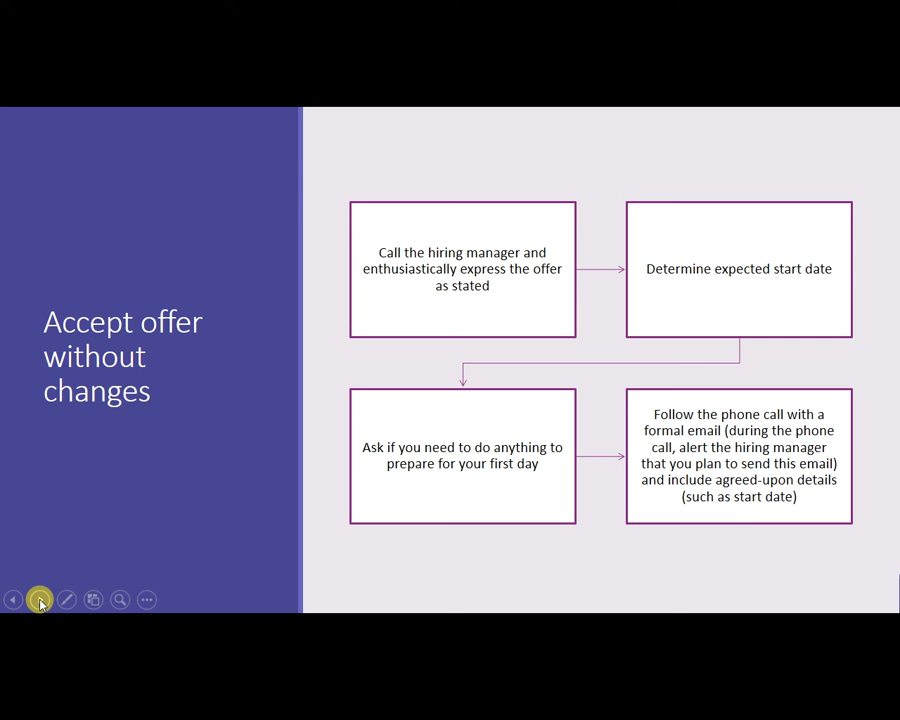 Accept offer
without
changes
Call the hiring manager and
enthusiastically express the offer
as stated
Determine expected start date
Ask if you need to do anything to
prepare for your first day
Follow the phone call with a
formal email (during the phone
call, alert the hiring manager
that you plan to send this email)
and include agreed-upon details
(such as start date)